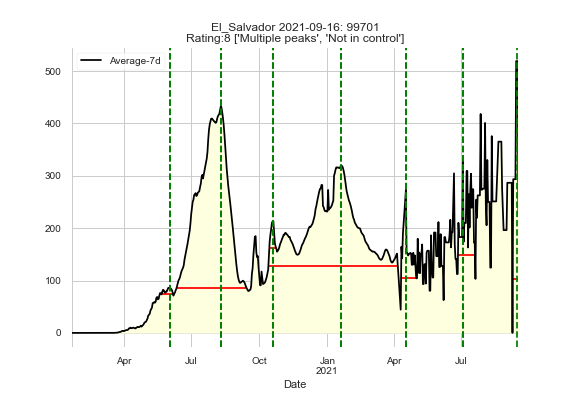 El_Salvador 2021-09-16: 99701
Rating:8 ['Multiple peaks', 'Not in control']
Average-7d
500
400
300
200
100
0
Apr
Jul
Oct
Jan
2021
Apr
Jul
Date